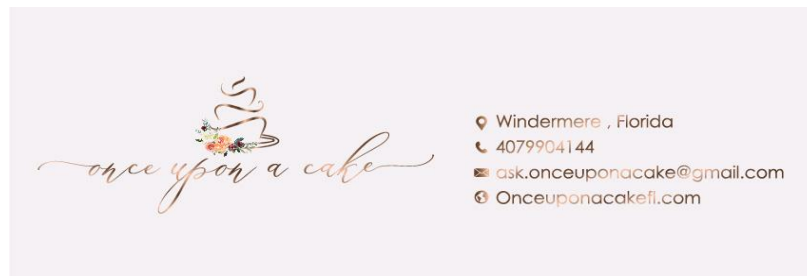 once upon a cake
Windermere , Florida
4079904144
ask.onceuponacake@gmail.com
Onceuponacakefl.com